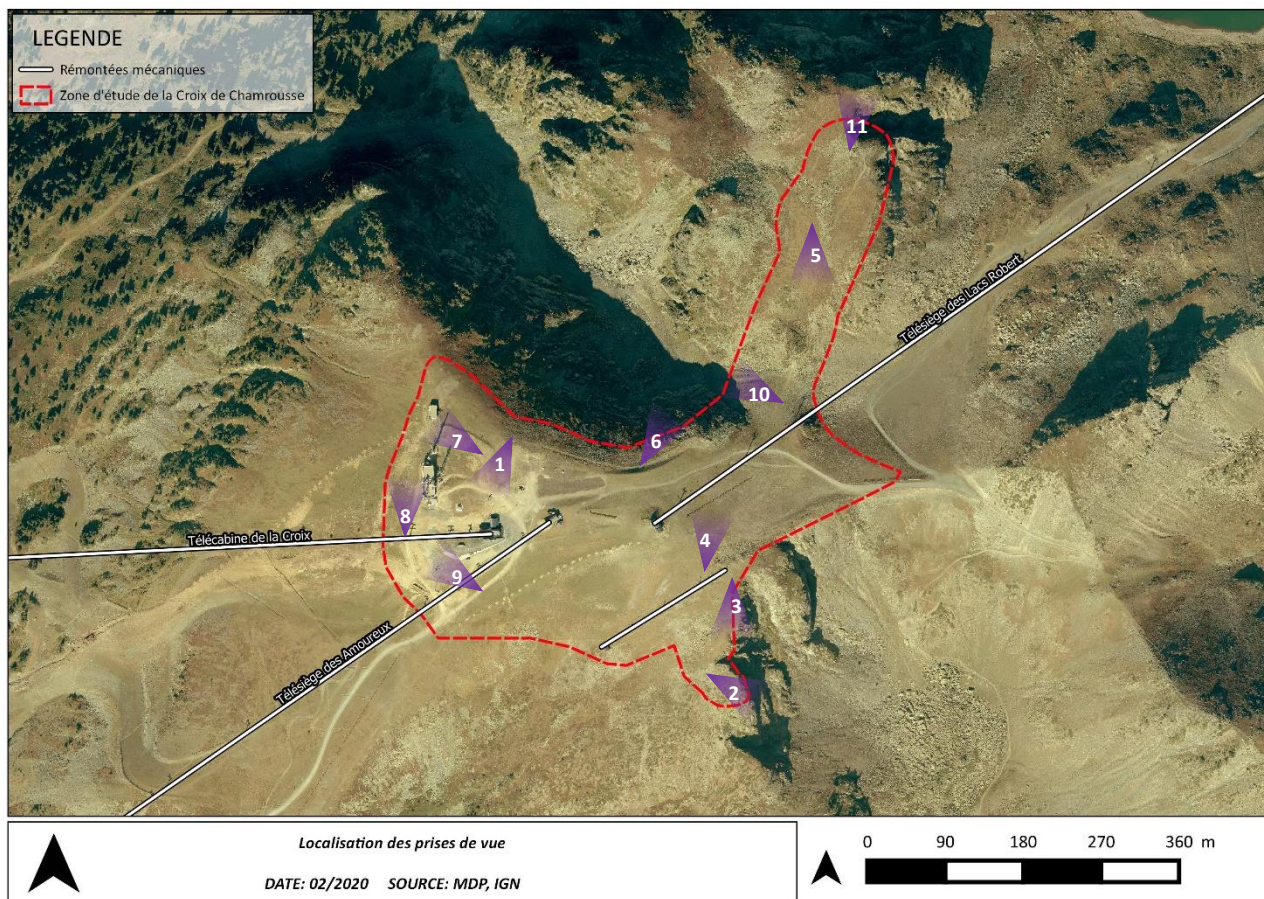 LEGENDE
Rémontées mécaniques
Zone d'étude de la Croix de Chamrousse
11
5
Télésiège des Lacs Robert
10
6
7
1
8
Télécabine de la Croix
4
9
3
Télésiège des Amoureux
2
Localisation des prises de vue
DATE: 02/2020 SOURCE: MDP, IGN
0 90 180 270 360 m